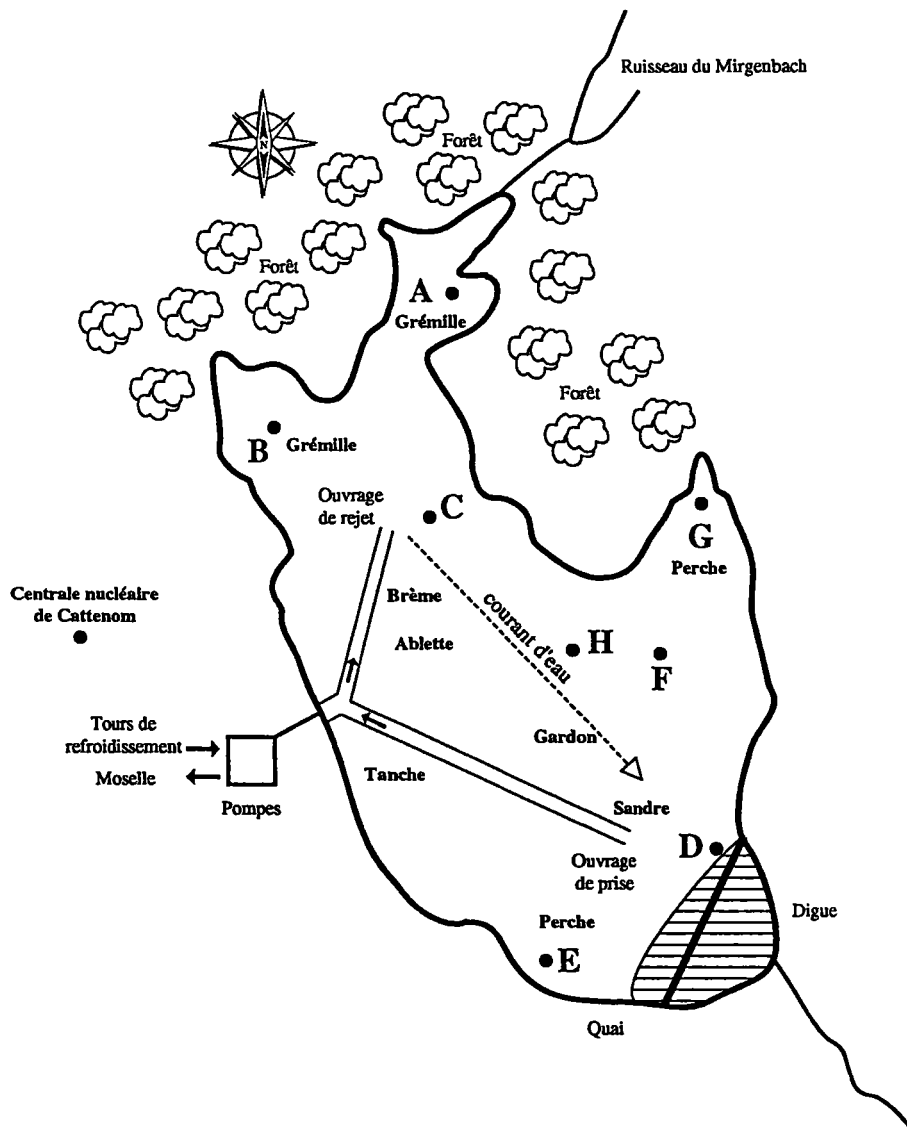 Ruisseau du Mirgenbach
Forêt
N
Forêt
A
Grémille
Forêt
B
Grémille
Ouvrage
de rejet
C
G
Perche
Centrale nucléaire
de Cattenom
Brème
Ablette
courant d'eau
H
F
Tours de
refroidissement
Moselle
Pompes
Gardon
Tanche
Sandre
D
Ouvrage
de prise
Digue
Perche
E
Quai